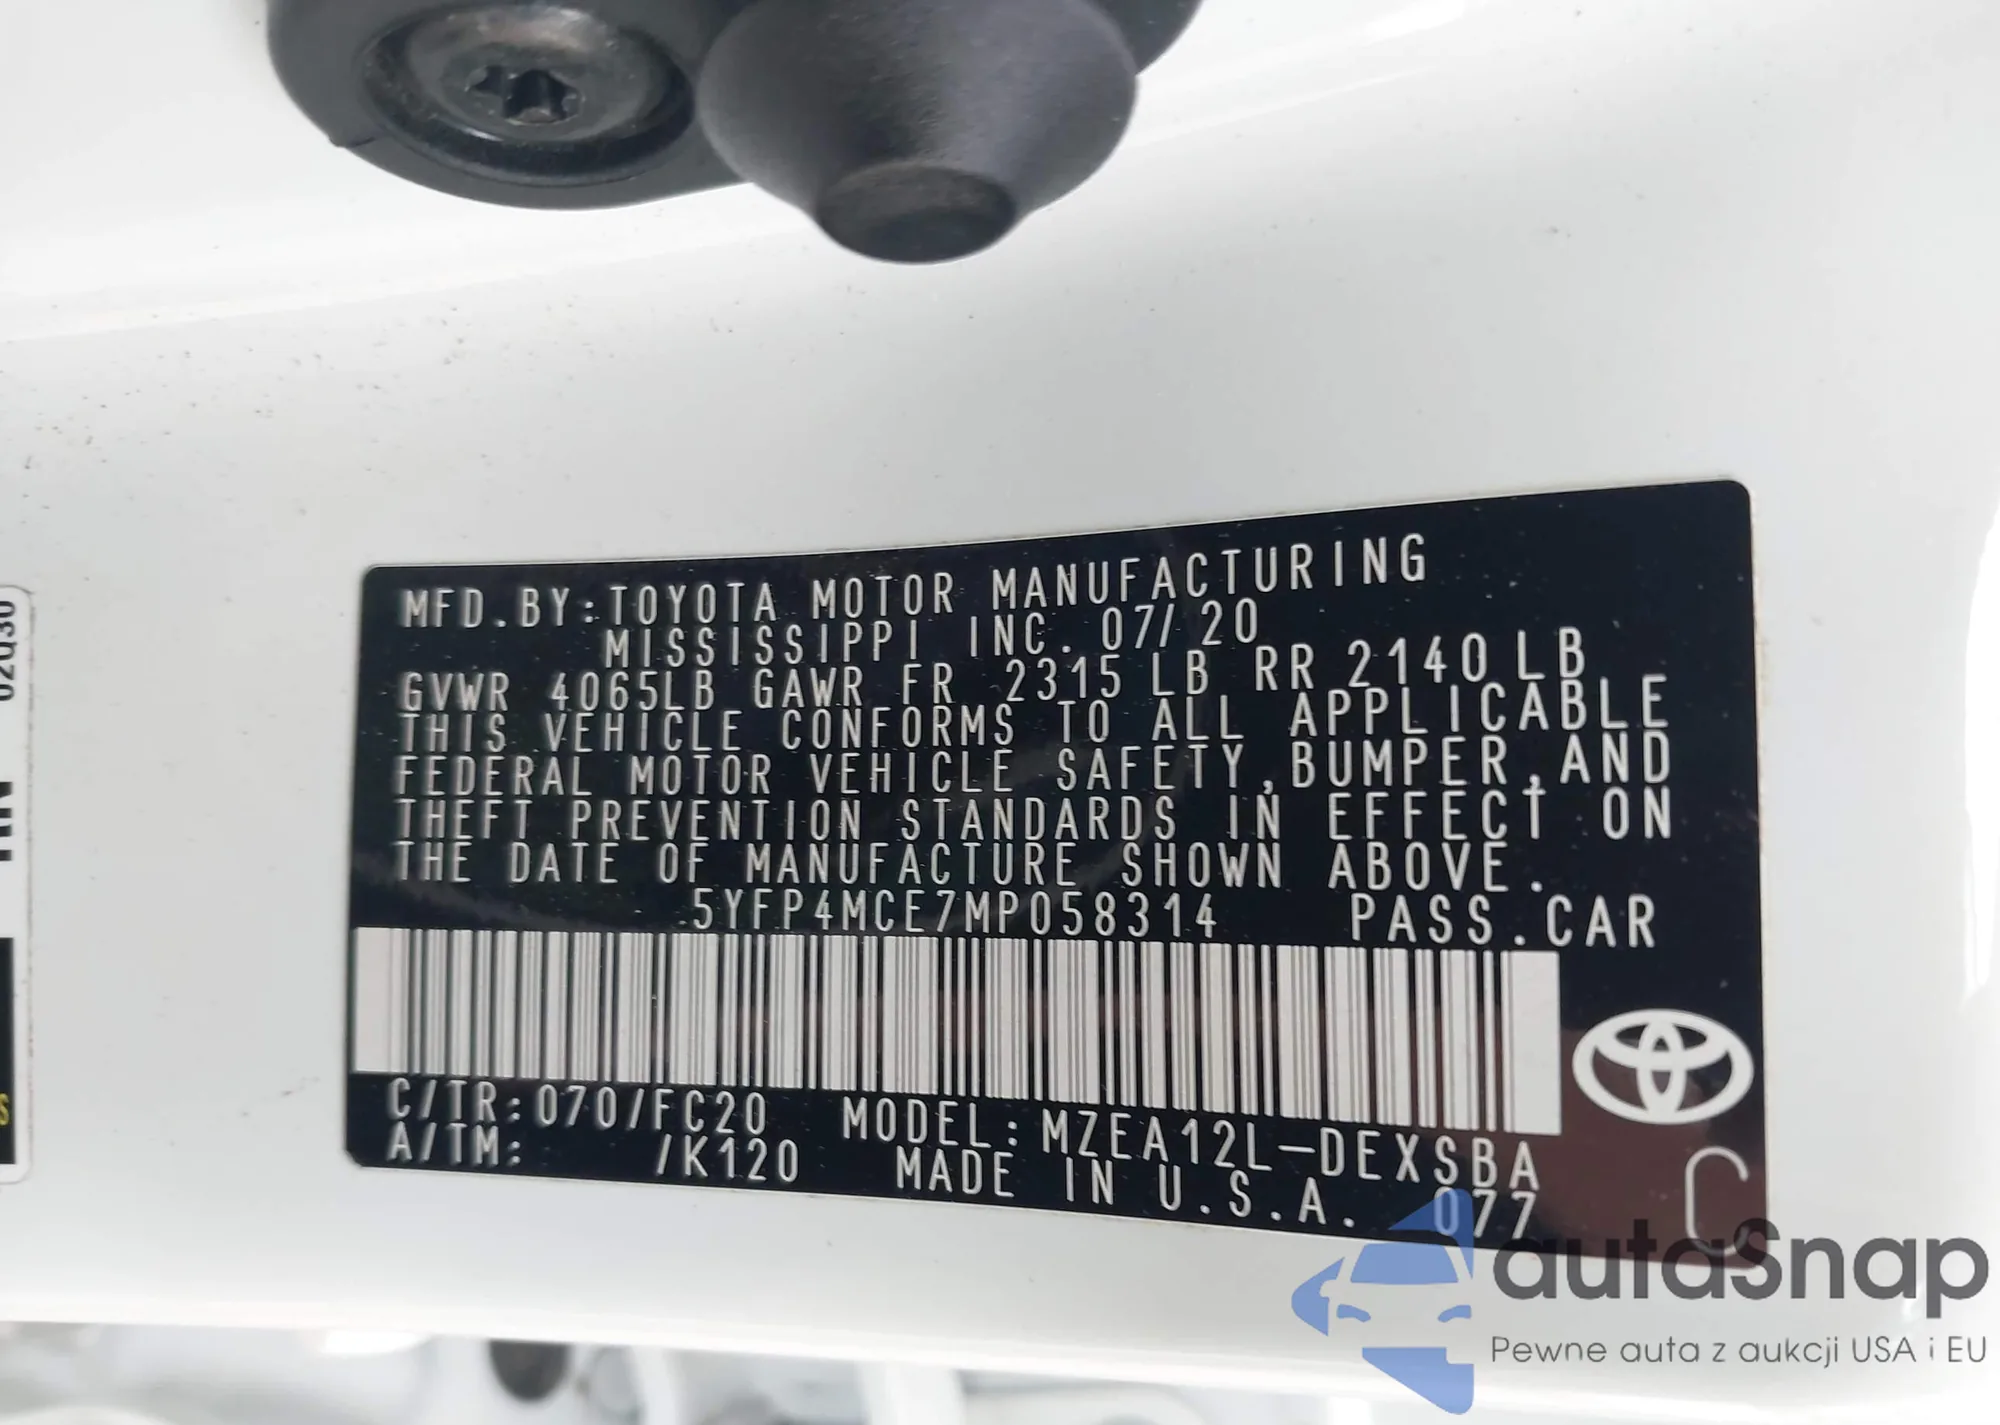 MFD.BY:TOYOTA MOTOR MANUFACTURING
MISSISSIPPI INC. 07/20
GVWR 4065LB GAWR FR 2315 LB RR 2140 LB
THIS VEHICLE CONFORMS TO ALL APPLICABLE
FEDERAL MOTOR VEHICLE SAFETY,BUMPER,AND
THEFT PREVENTION STANDARDS IN EFFECT ON
THE DATE OF MANUFACTURE SHOWN ABOVE.
5YFP4MCE7MP058314 PASS.CAR
C/TR:070/FC20 MODEL:MZEA12L-DEXSBA
A/TM: /K120 MADE IN U.S.A. 077
C
02Q30
autaSnap
Pewne auta z aukcji USA i EU